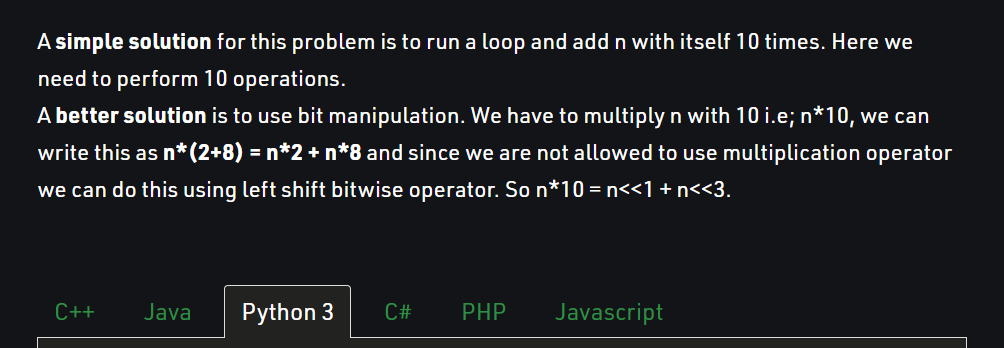 A simple solution for this problem is to run a loop and add n with itself 10 times. Here we
need to perform 10 operations.
A better solution is to use bit manipulation. We have to multiply n with 10 i.e; n*10, we can
write this as n*(2+8) = n*2 + n*8 and since we are not allowed to use multiplication operator
we can do this using left shift bitwise operator. So n*10 = n<<1 + n<<3.
C++ Java Python 3 C# PHP Javascript